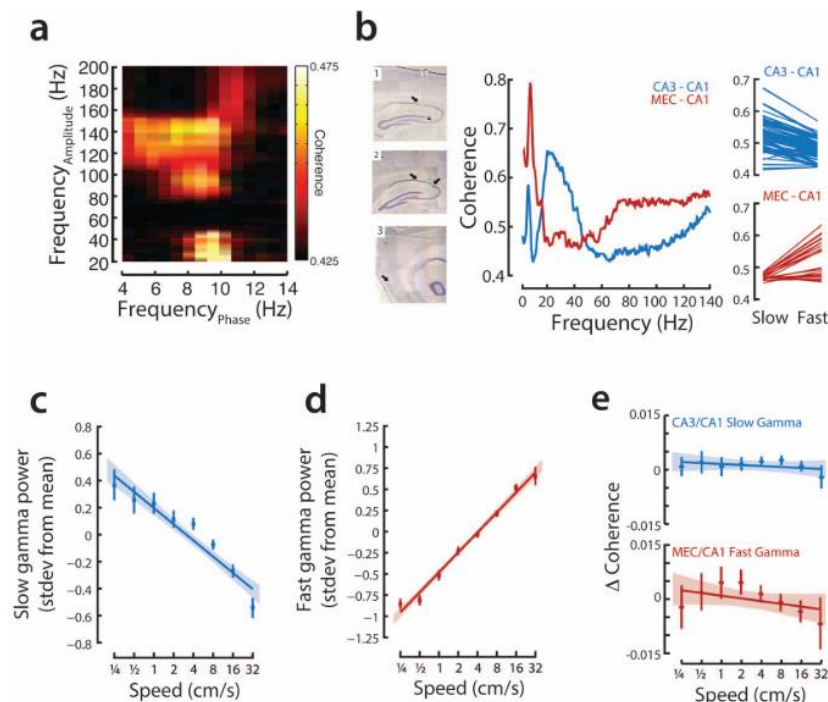 a
Frequency Amplitude (Hz)
200
180
160
140
120
100
80
60
40
20
4 6 8 10 12 14
Frequency Phase (Hz)
0.475
Coherence
0.425
b
1
2
3
Coherence
0.8
0.7
0.6
0.5
0.4
0 20 40 60 80 100 120 140
Frequency (Hz)
CA3 - CA1
MEC - CA1
CA3 - CA1
0.7
0.6
0.5
0.4
MEC - CA1
0.7
0.6
0.5
0.4
Slow Fast
c
Slow gamma power
(stdev from mean)
0.8
0.6
0.4
0.2
0
−0.2
−0.4
−0.6
−0.8
¼ ½ 1 2 4 8 16 32
Speed (cm/s)
d
Fast gamma power
(stdev from mean)
1.25
1
0.75
0.5
0.25
0
−0.25
−0.5
−0.75
−1
−1.25
¼ ½ 1 2 4 8 16 32
Speed (cm/s)
e
Δ Coherence
0.015
CA3/CA1 Slow Gamma
0
-0.015
0.015
MEC/CA1 Fast Gamma
0
-0.015
¼ ½ 1 2 4 8 16 32
Speed (cm/s)